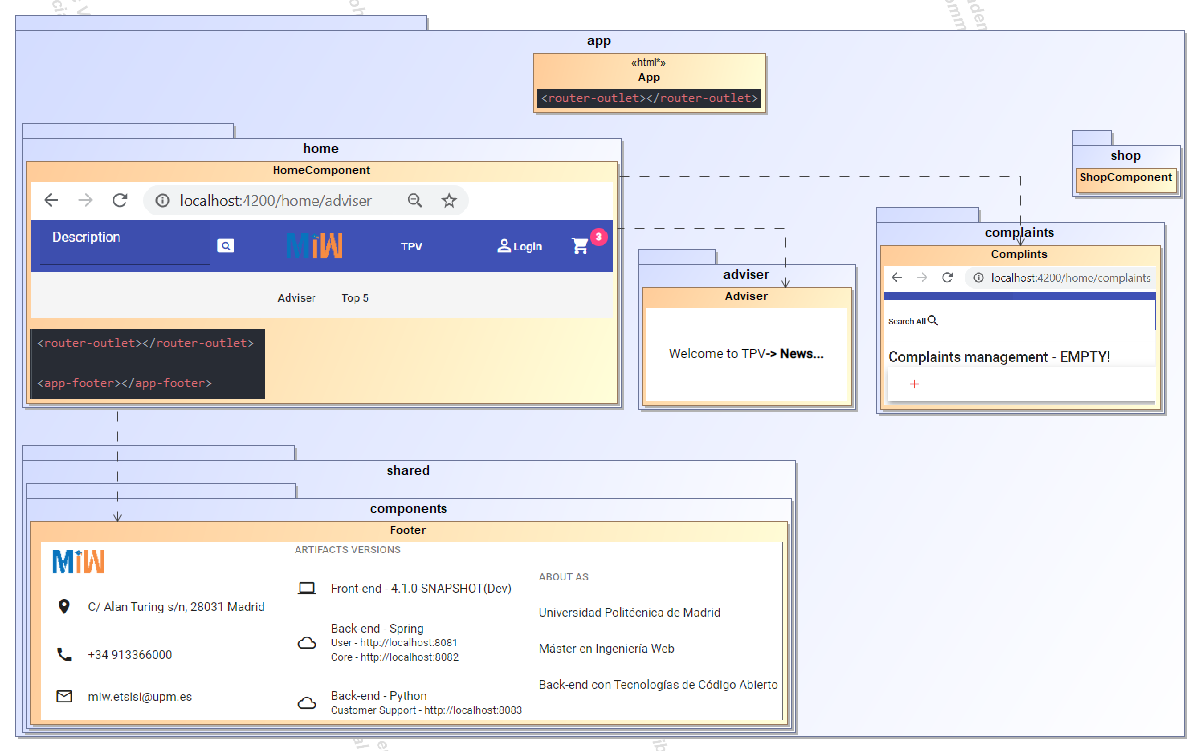 app
«html*»
App
<router-outlet></router-outlet>
home
HomeComponent
localhost:4200/home/adviser
Description
MiW
TPV
Login
3
Adviser
Top 5
<router-outlet></router-outlet>
<app-footer></app-footer>
shop
ShopComponent
adviser
Adviser
Welcome to TPV-> News...
complaints
Complints
localhost:4200/home/complaints
Search All
Complaints management - EMPTY!
+
shared
components
Footer
MiW
C/ Alan Turing s/n, 28031 Madrid
+34 913366000
miw.etsisi@upm.es
ARTIFACTS VERSIONS
Front-end - 4.1.0-SNAPSHOT(Dev)
Back-end - Spring
User - http://localhost:8081
Core - http://localhost:8082
Back-end - Python
Customer Support - http://localhost:8083
ABOUT AS
Universidad Politécnica de Madrid
Máster en Ingeniería Web
Back-end con Tecnologías de Código Abierto